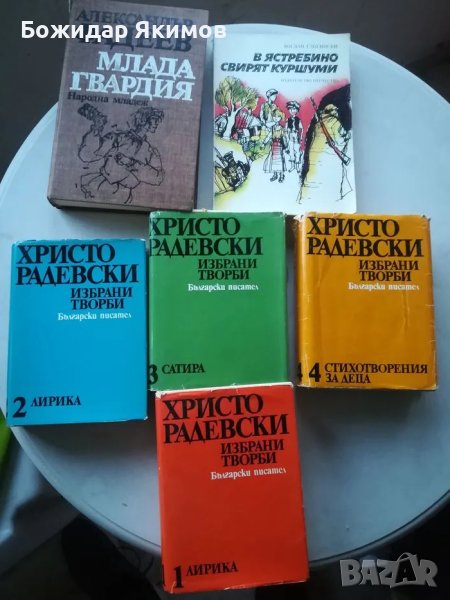 Божидар Якимов
АЛЕКСАНДЪР
ФАДЕЕВ
МЛАДА
ГВАРДИЯ
Народна младеж
В ЯСТРЕБИНО
СВИРЯТ КУРШУМИ
ХРИСТО
РАДЕВСКИ
ИЗБРАНИ
ТВОРБИ
Български писател
2 ЛИРИКА
ХРИСТО
РАДЕВСКИ
ИЗБРАНИ
ТВОРБИ
Български писател
3 САТИРА
ХРИСТО
РАДЕВСКИ
ИЗБРАНИ
ТВОРБИ
Български писател
4 4 СТИХОТВОРЕНИЯ
ЗА ДЕЦА
ХРИСТО
РАДЕВСКИ
ИЗБРАНИ
ТВОРБИ
Български писател
1 ЛИРИКА
BAZAR